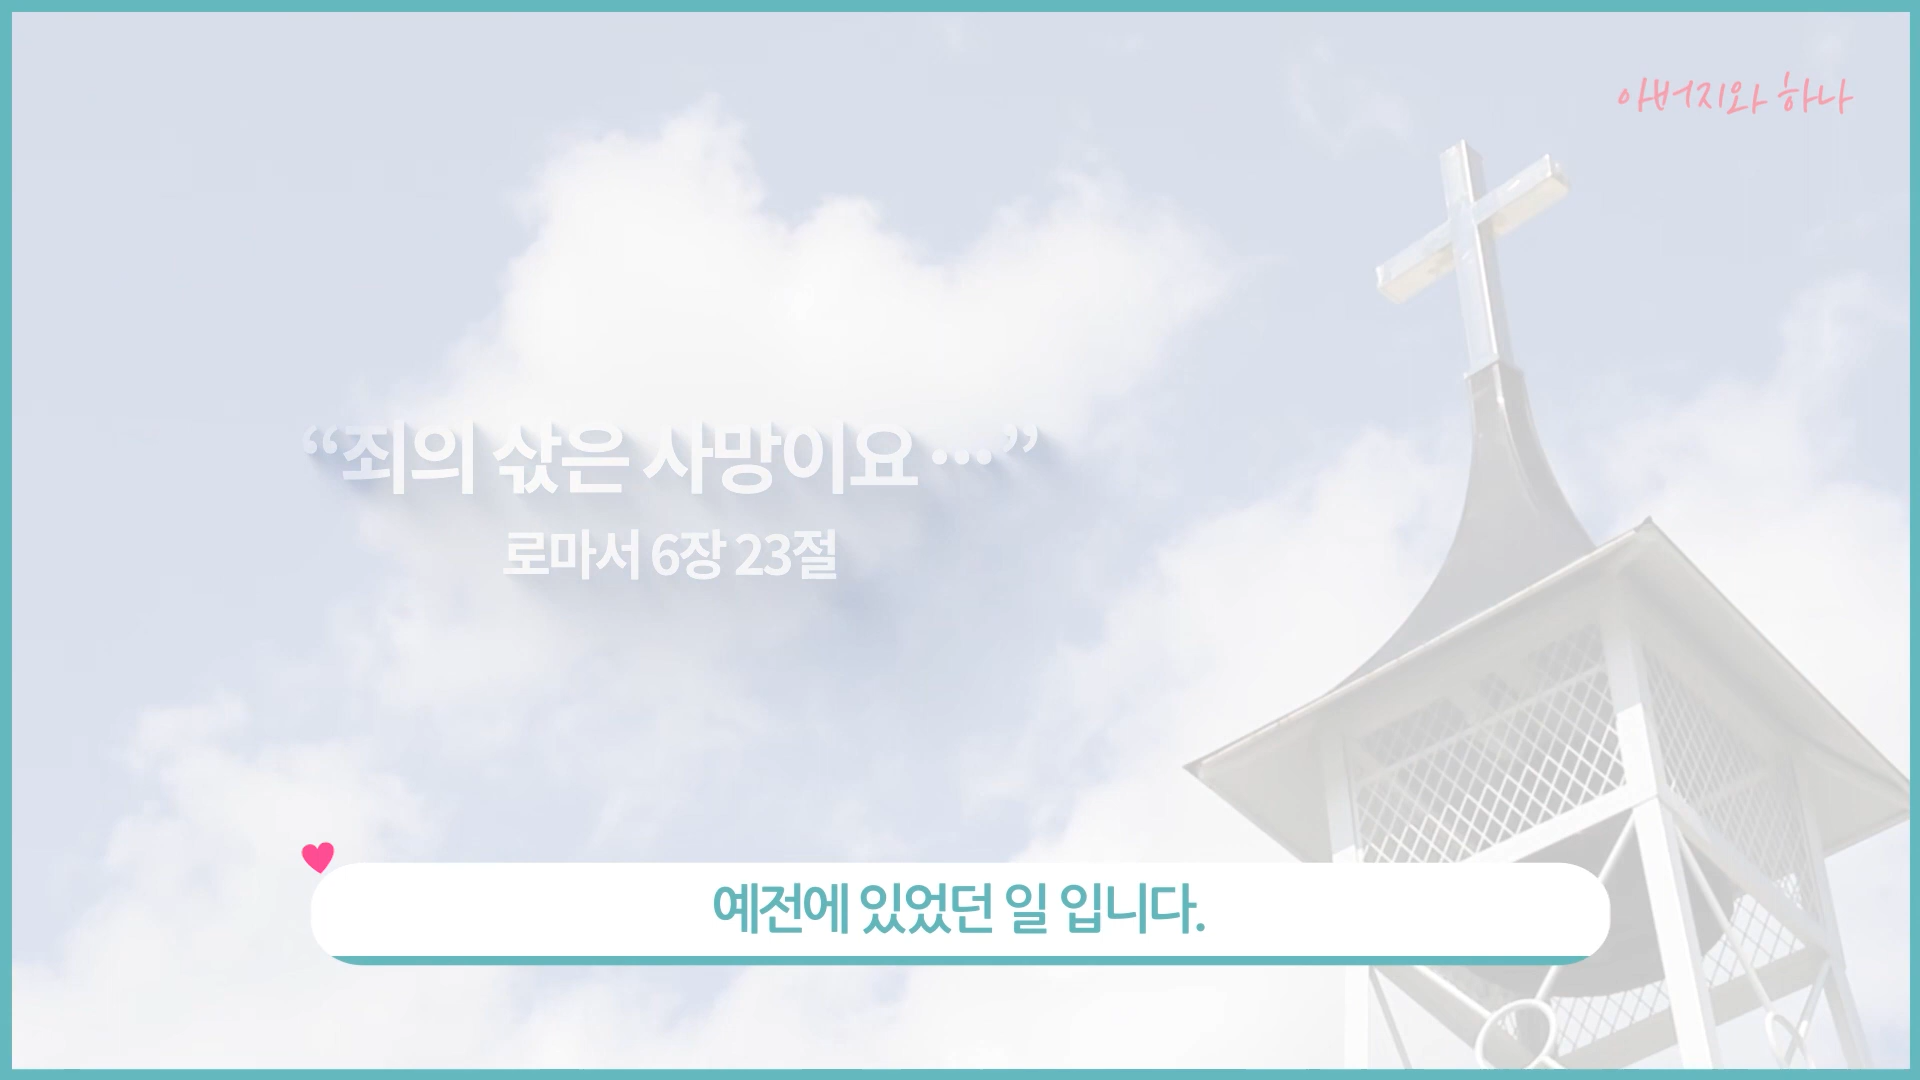 아버지와 하나
“죄의 삯은 사망이요…”
로마서 6장 23절
예전에 있었던 일 입니다.